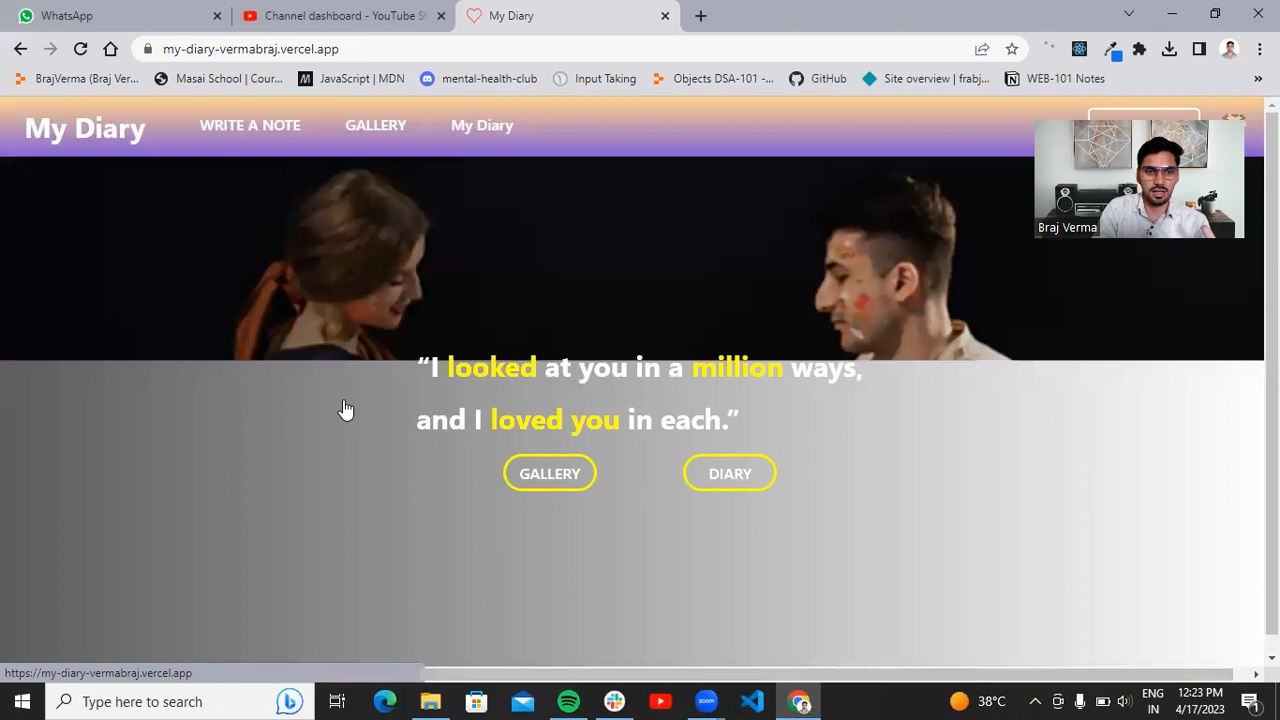 WhatsApp
Channel dashboard - YouTube S
My Diary
my-diary-vermabraj.vercel.app
BrajVerma (Braj Ver...
Masai School | Cour...
JavaScript | MDN
mental-health-club
Input Taking
Objects DSA-101 -...
GitHub
Site overview | frabj...
WEB-101 Notes
»
My Diary
WRITE A NOTE
GALLERY
My Diary
Braj Verma
“I looked at you in a million ways,
and I loved you in each.”
GALLERY
DIARY
https://my-diary-vermabraj.vercel.app
Type here to search
zoom
38°C
ENG
IN
12:23 PM
4/17/2023
1